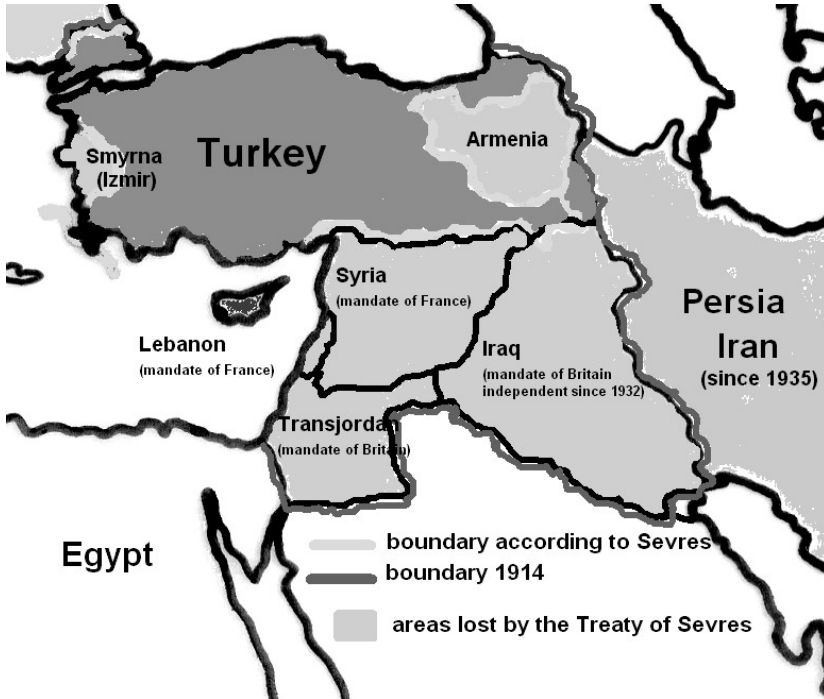 Turkey
Armenia
Smyrna
(Izmir)
Syria
(mandate of France)
Persia
Iran
(since 1935)
Lebanon
(mandate of France)
Iraq
(mandate of Britain
independent since 1932)
Transjordan
(mandate of Britain)
Egypt
boundary according to Sevres
boundary 1914
areas lost by the Treaty of Sevres